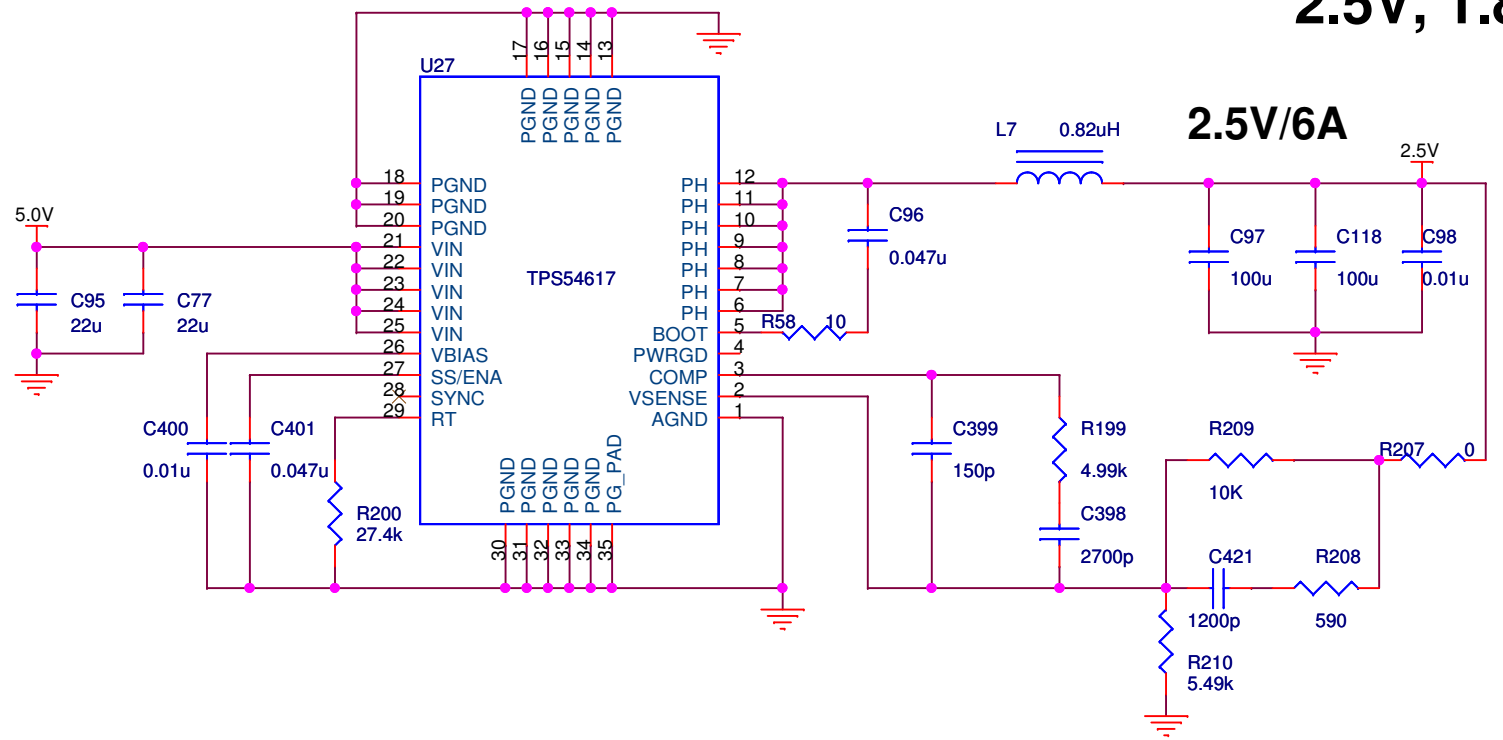 2.5V, 1.8
17 16 15 14 13
U27
PGND PGND PGND PGND PGND
L7 0.82uH
2.5V/6A
2.5V
18 PGND PH 12
19 PGND PH 11
20 PGND PH 10
5.0V
21 VIN PH 9
22 VIN PH 8
23 VIN PH 7
24 VIN PH 6
25 VIN BOOT 5
26 VBIAS PWRGD 4
27 SS/ENA COMP 3
28 SYNC VSENSE 2
29 RT AGND 1
TPS54617
C96
0.047u
C97
100u
C118
100u
C98
0.01u
C95
22u
C77
22u
R58 10
C400
0.01u
C401
0.047u
C399
150p
R199
4.99k
R209
10K
R207 0
R200
27.4k
PGND PGND PGND PGND PGND PG_PAD
30 31 32 33 34 35
C398
2700p
C421
1200p
R208
590
R210
5.49k